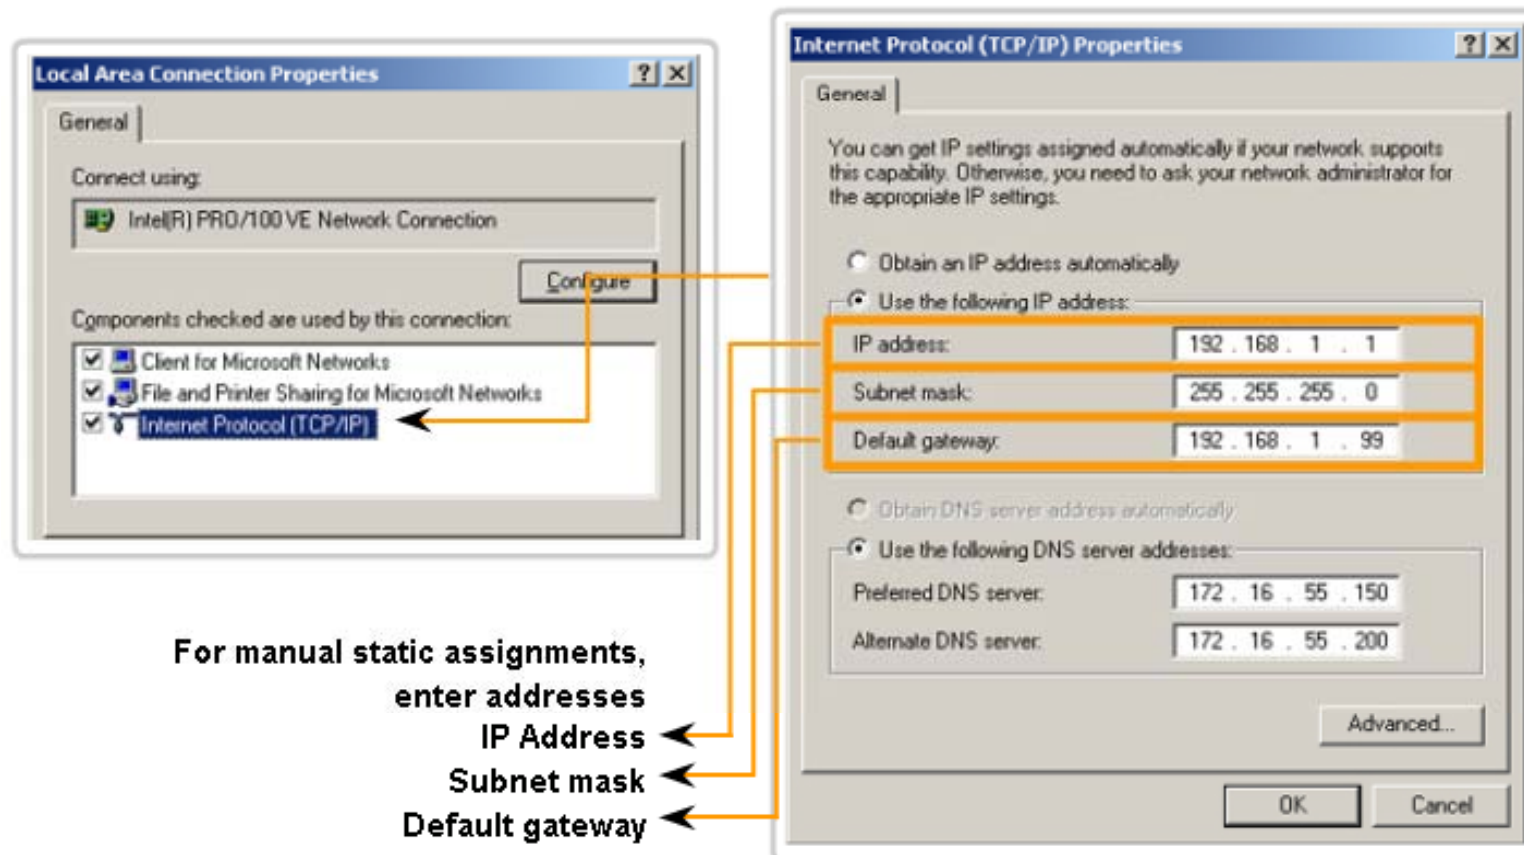 Local Area Connection Properties
General
Connect using:
Intel(R) PRO/100 VE Network Connection
Configure
Components checked are used by this connection:
Client for Microsoft Networks
File and Printer Sharing for Microsoft Networks
Internet Protocol (TCP/IP)
For manual static assignments,
enter addresses
IP Address
Subnet mask
Default gateway
Internet Protocol (TCP/IP) Properties
General
You can get IP settings assigned automatically if your network supports
this capability. Otherwise, you need to ask your network administrator for
the appropriate IP settings.
Obtain an IP address automatically
Use the following IP address:
IP address: 192 . 168 . 1 . 1
Subnet mask: 255 . 255 . 255 . 0
Default gateway: 192 . 168 . 1 . 99
Obtain DNS server address automatically
Use the following DNS server addresses:
Preferred DNS server: 172 . 16 . 55 . 150
Alternate DNS server: 172 . 16 . 55 . 200
Advanced...
OK Cancel